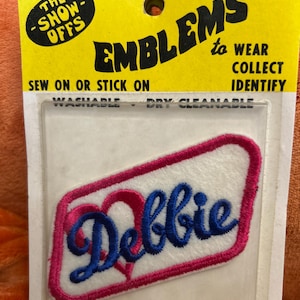 THE
SHOW-
OFFS
EMBLEMS
to WEAR
COLLECT
IDENTIFY
SEW ON OR STICK ON
WASHABLE - DRY CLEANABLE
Debbie